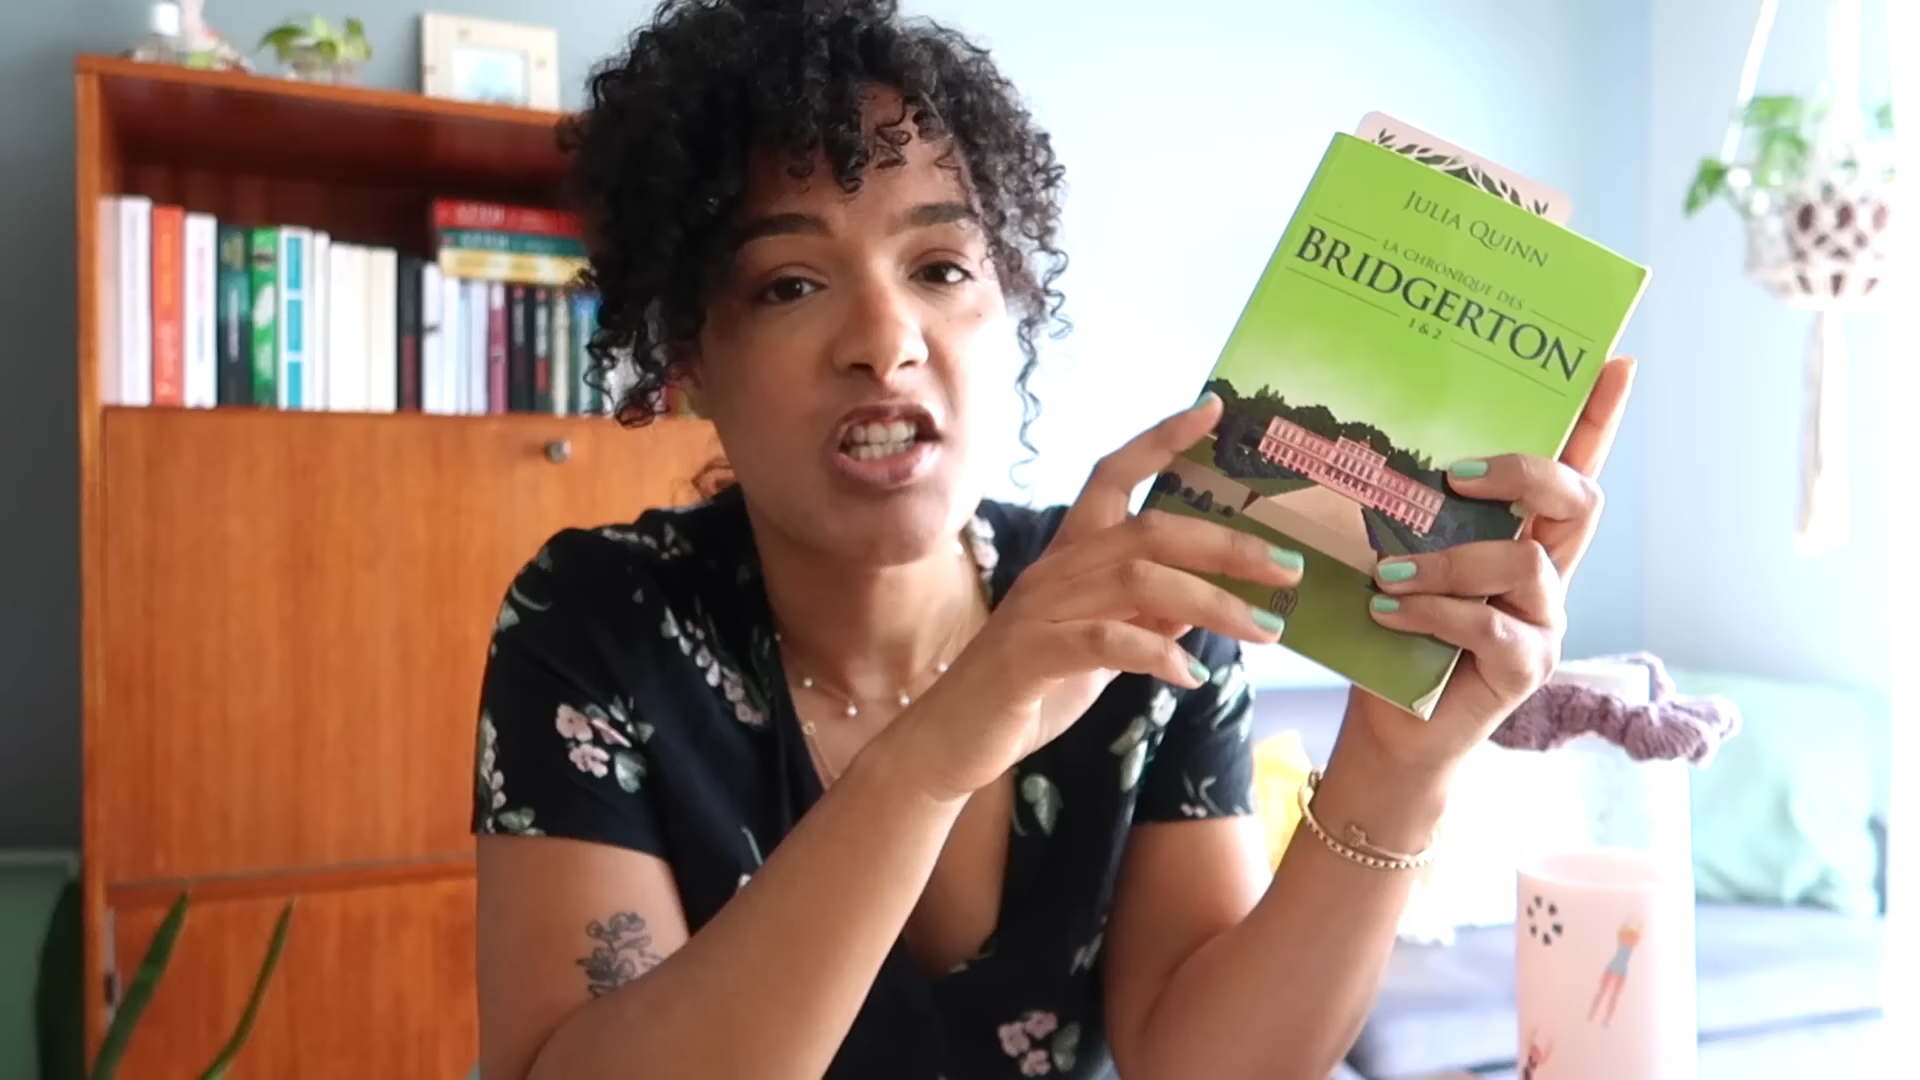 JULIA QUINN
LA CHRONIQUE DES
BRIDGERTON
1 & 2